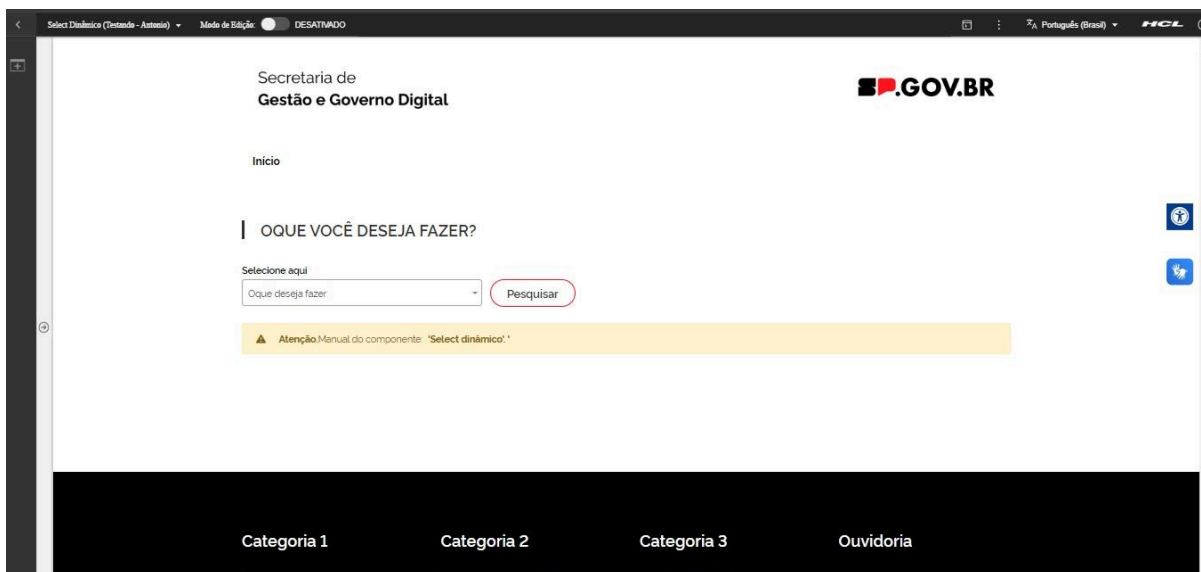 Select Dinâmico (Testando - Antonio) Modo de Edição: DESATIVADO Português (Brasil) HCL
Secretaria de
Gestão e Governo Digital
SP.GOV.BR
Início
OQUE VOCÊ DESEJA FAZER?
Selecione aqui
Oque deseja fazer Pesquisar
Atenção.Manual do componente: "Select dinâmico". "
Categoria 1 Categoria 2 Categoria 3 Ouvidoria